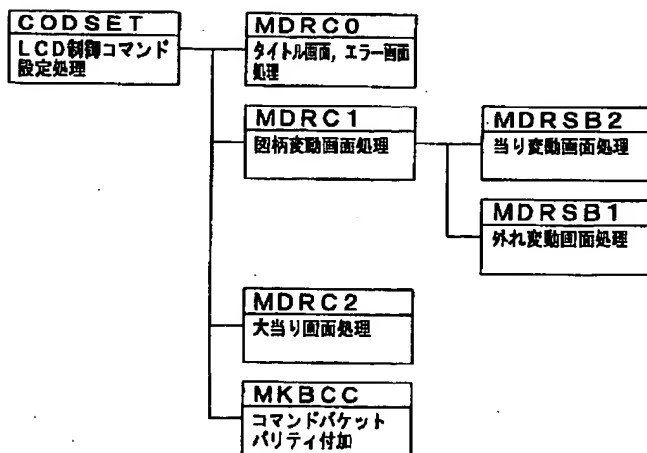 CODSET
LCD制御コマンド
設定処理
MDRC0
タイトル画面,エラー画面
処理
MDRC1
図柄変動画面処理
MDRSB2
当り変動画面処理
MDRSB1
外れ変動画面処理
MDRC2
大当り画面処理
MKBCC
コマンドパケット
パリティ付加